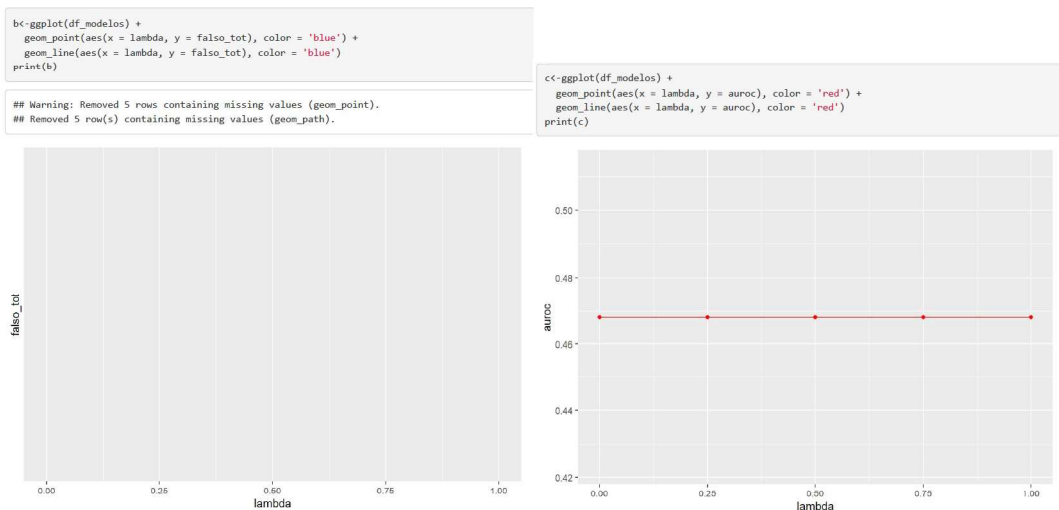 b<-ggplot(df_modelos) +
geom_point(aes(x = lambda, y = falso_tot), color = 'blue') +
geom_line(aes(x = lambda, y = falso_tot), color = 'blue')
print(b)
## Warning: Removed 5 rows containing missing values (geom_point).
## Removed 5 row(s) containing missing values (geom_path).
falso_tot
0.00 0.25 0.50 0.75 1.00
lambda
c<-ggplot(df_modelos) +
geom_point(aes(x = lambda, y = auroc), color = 'red') +
geom_line(aes(x = lambda, y = auroc), color = 'red')
print(c)
0.50
0.48
auroc
0.46
0.44
0.42
0.00 0.25 0.50 0.75 1.00
lambda